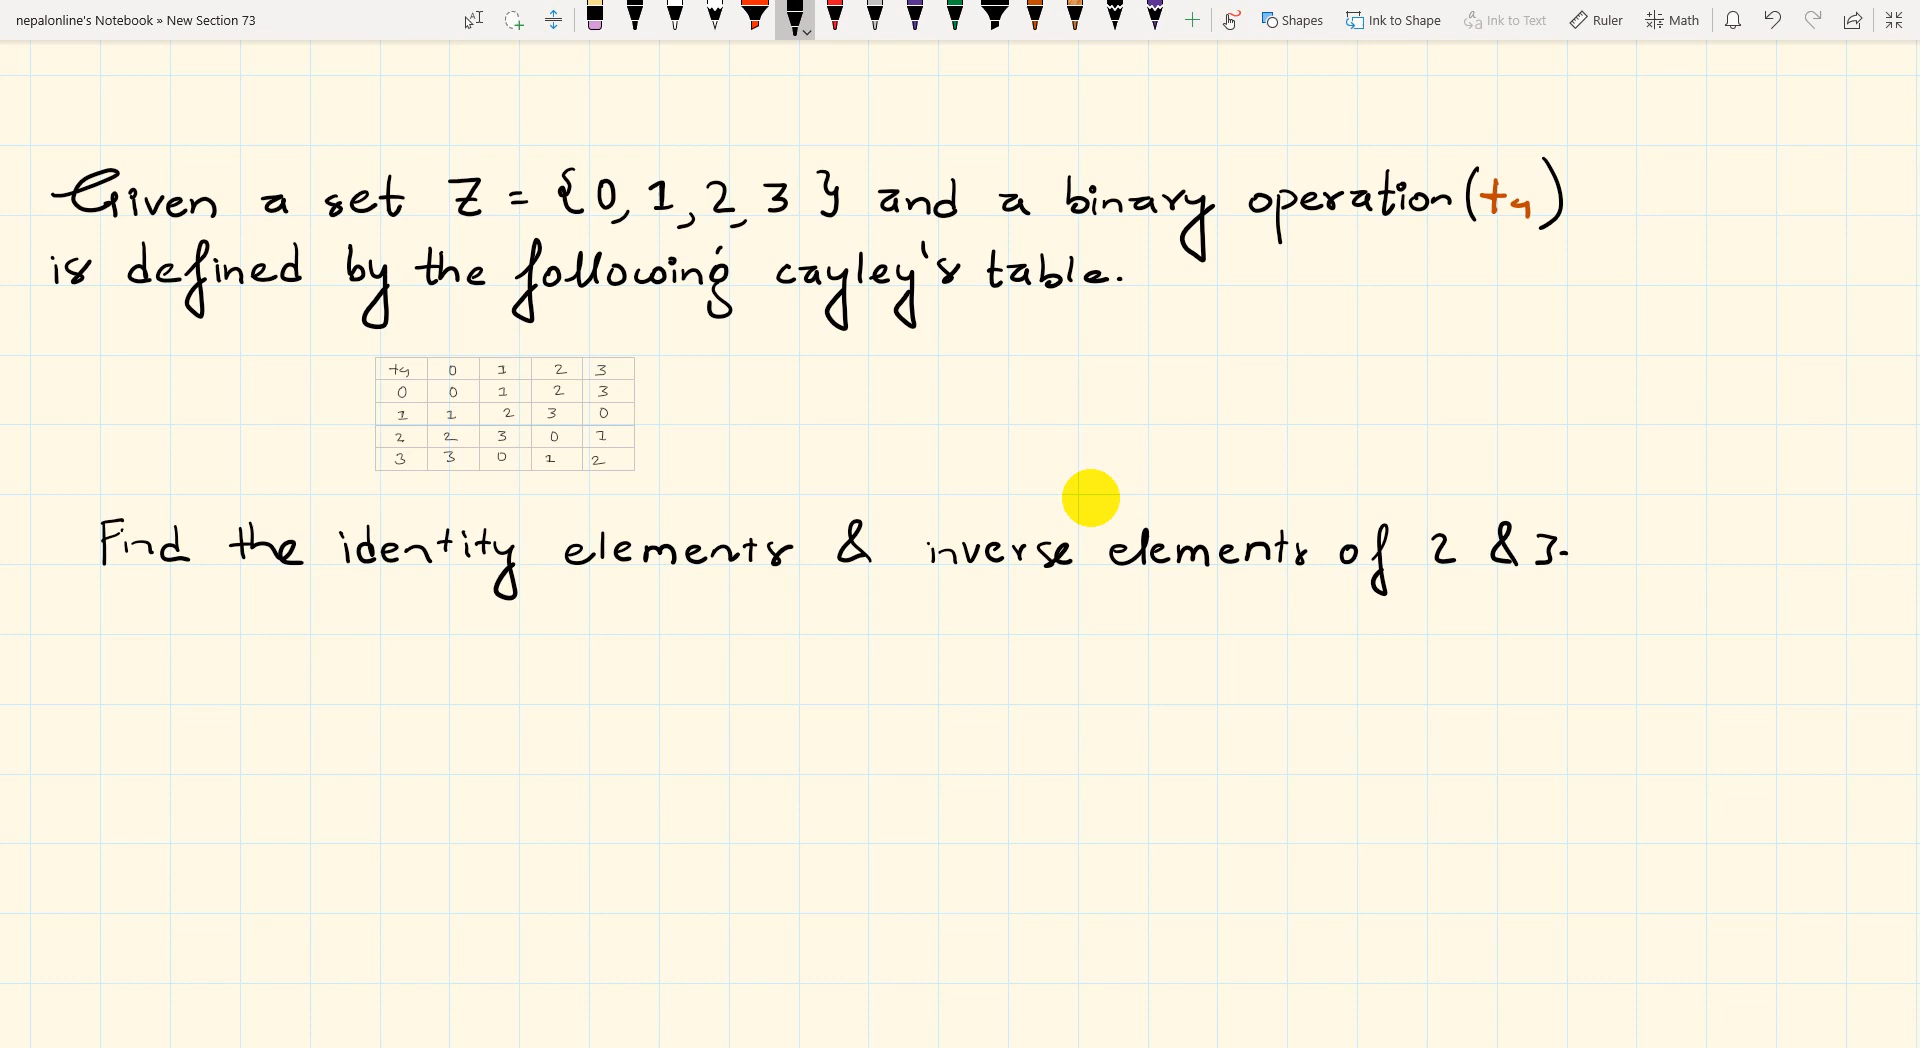 nepalonline's Notebook » New Section 73
Shapes Ink to Shape Ink to Text Ruler Math
Given a set Z = {0, 1, 2, 3} and a binary operation (+4)
is defined by the following cayley's table.
+4 0 1 2 3
0 0 1 2 3
1 1 2 3 0
2 2 3 0 1
3 3 0 1 2
Find the identity elements & inverse elements of 2 & 3.